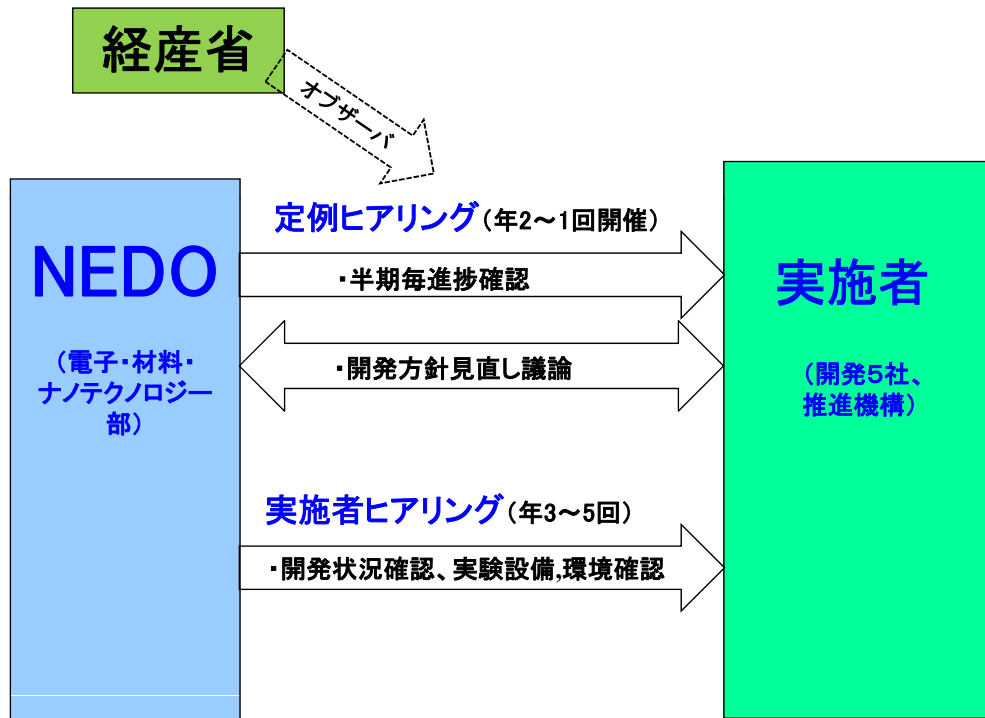 経産省
オブザーバ
NEDO
(電子・材料・
ナノテクノロジー
部)
定例ヒアリング(年2～1回開催)
・半期毎進捗確認
・開発方針見直し議論
実施者ヒアリング(年3～5回)
・開発状況確認、実験設備,環境確認
実施者
(開発5社、
推進機構)